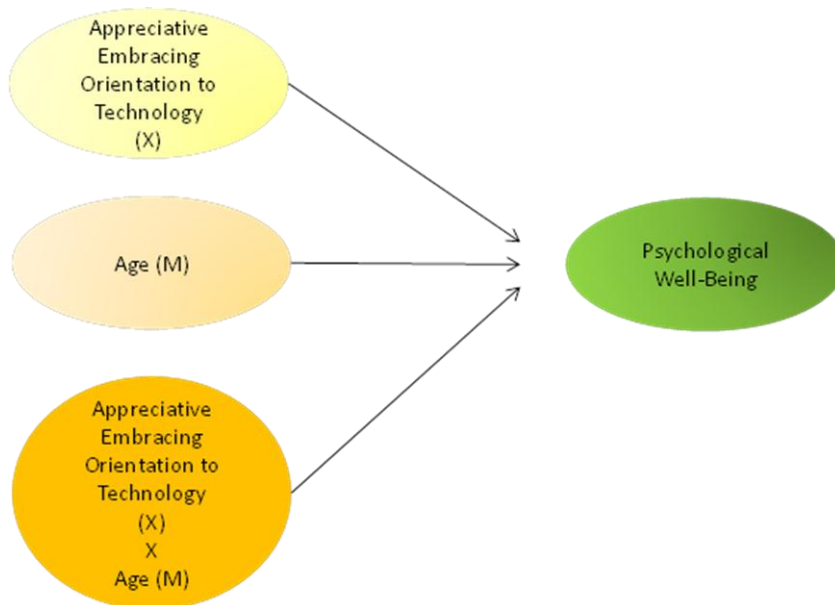 Appreciative
Embracing
Orientation to
Technology
(X)
Age (M)
Psychological
Well-Being
Appreciative
Embracing
Orientation to
Technology
(X)
X
Age (M)